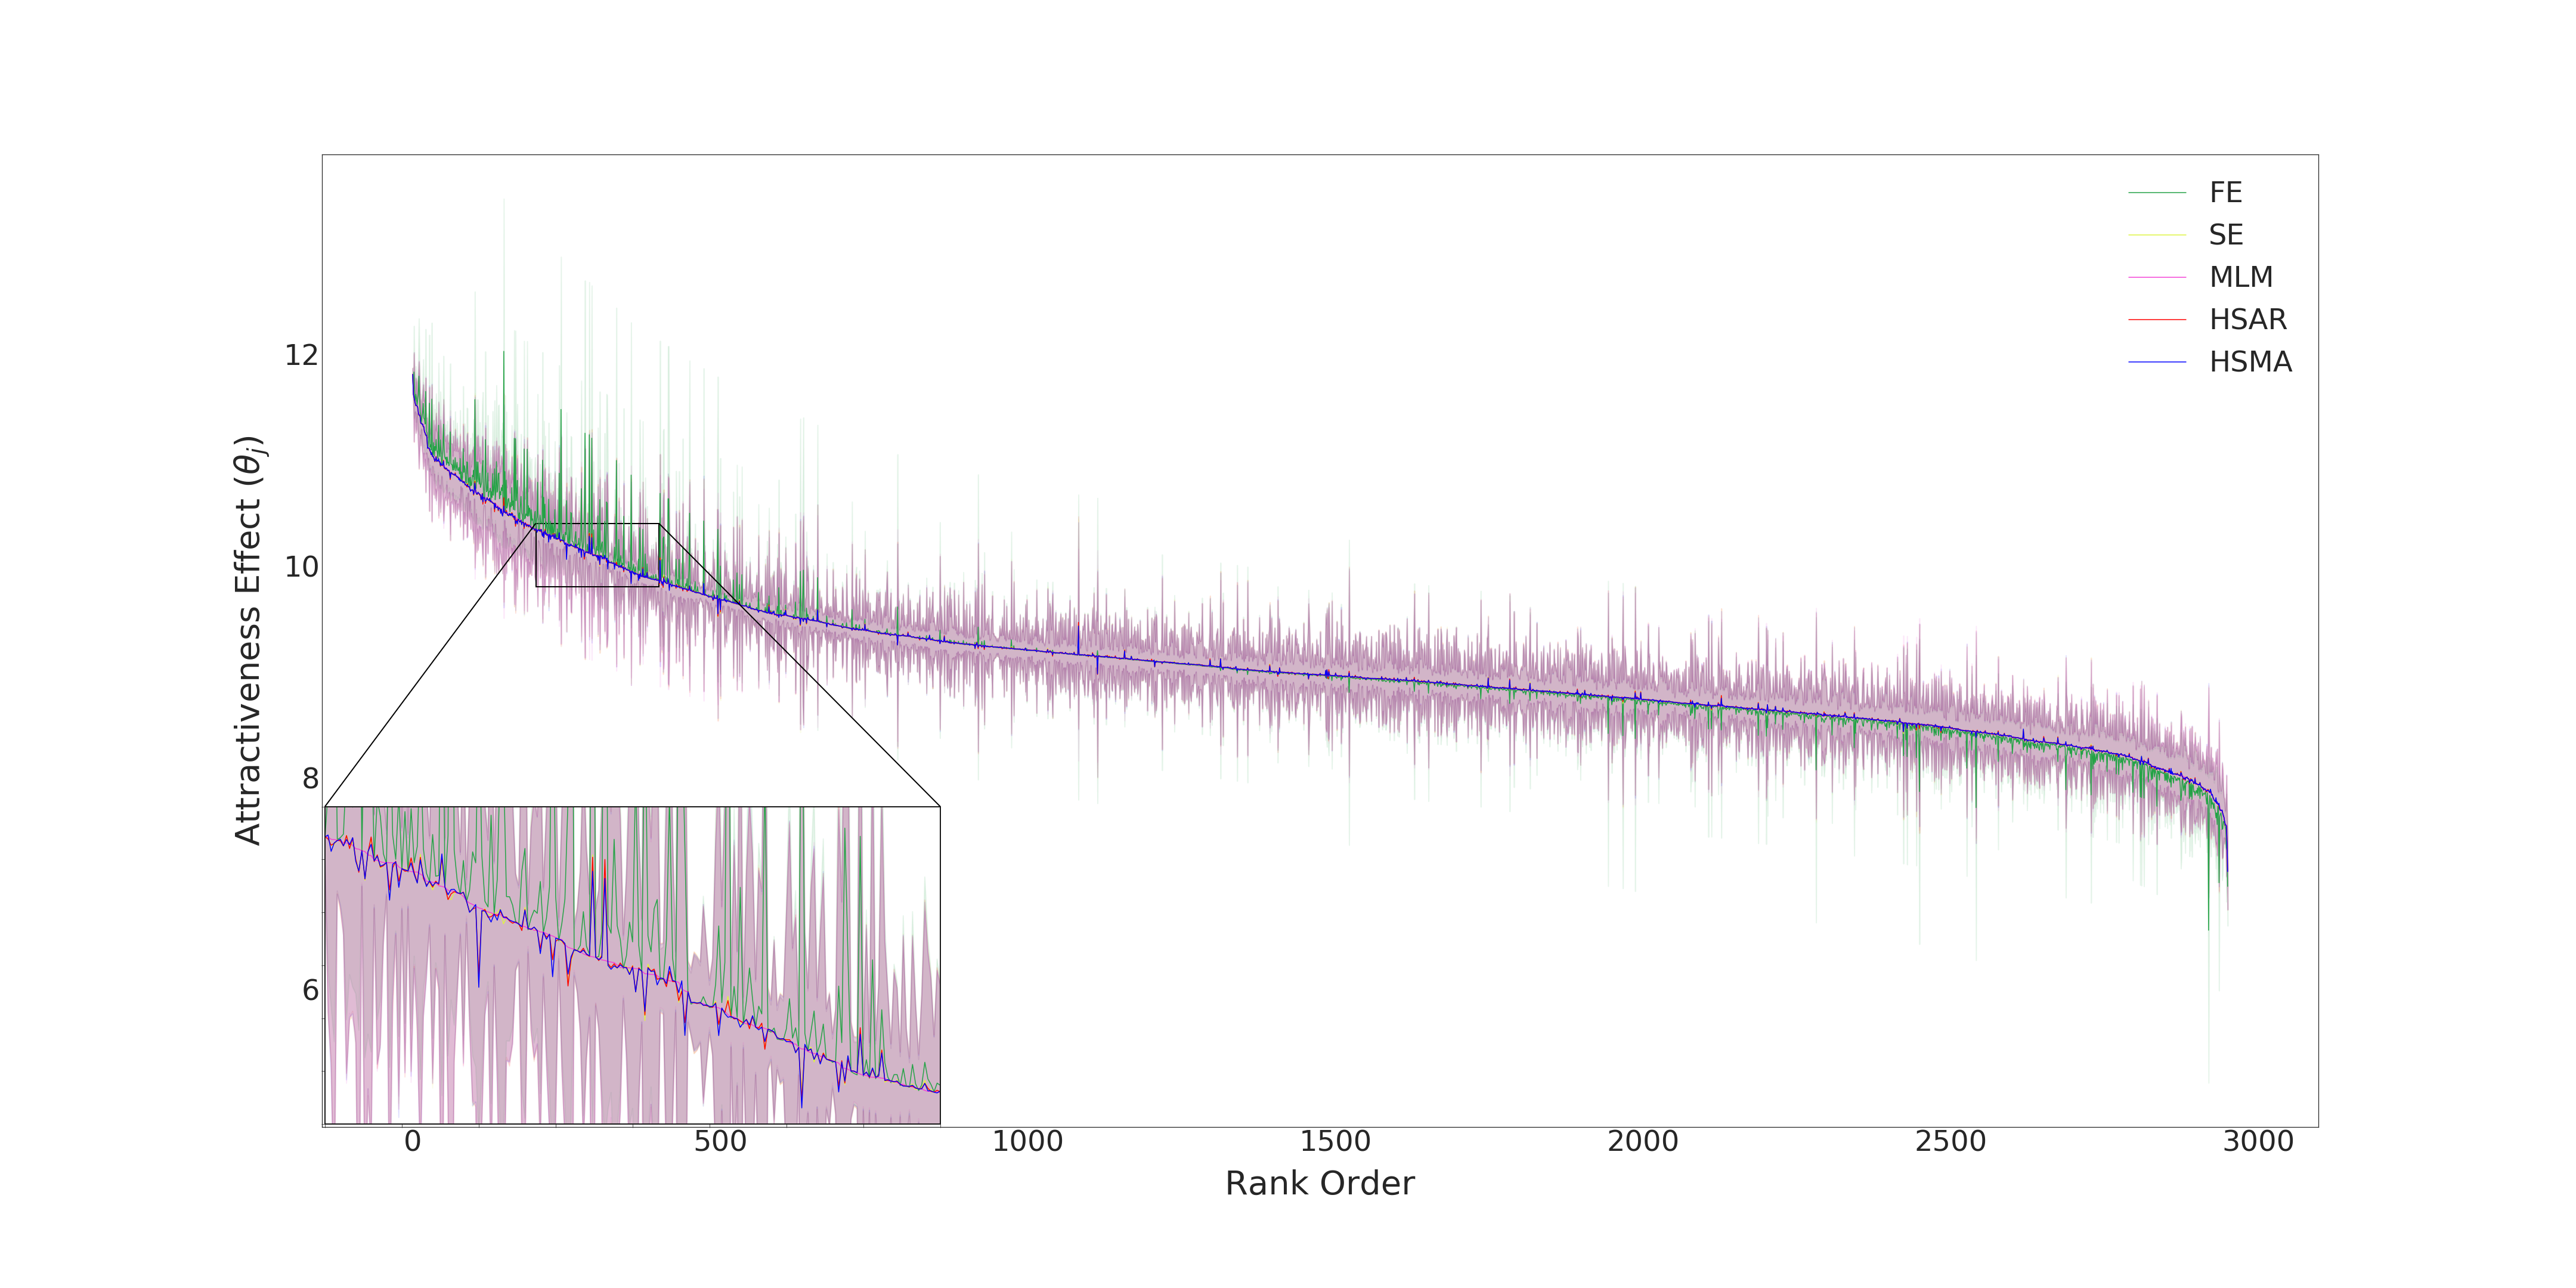 FE
SE
MLM
HSAR
HSMA
Attractiveness Effect (θj)
12
10
8
6
0 500 1000 1500 2000 2500 3000
Rank Order